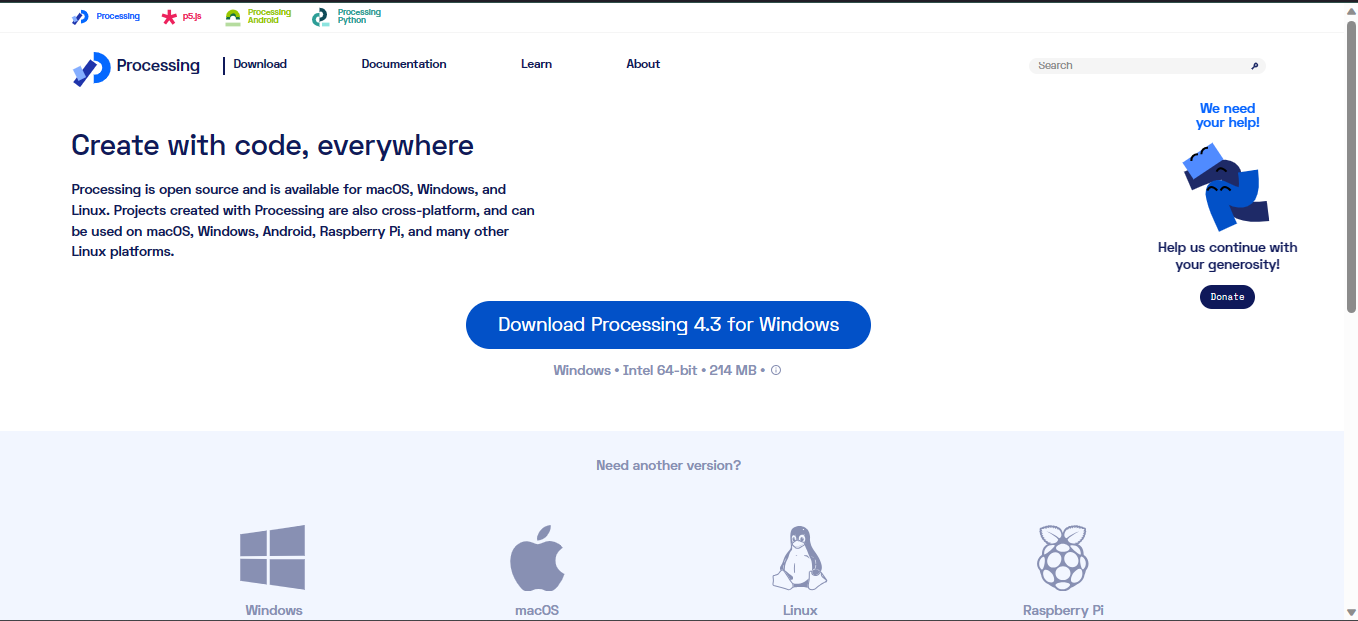 Processing
p5.js
Processing
Android
Processing
Python
Processing
Download
Documentation
Learn
About
Search
We need
your help!
Create with code, everywhere
Processing is open source and is available for macOS, Windows, and
Linux. Projects created with Processing are also cross-platform, and can
be used on macOS, Windows, Android, Raspberry Pi, and many other
Linux platforms.
Help us continue with
your generosity!
Donate
Download Processing 4.3 for Windows
Windows • Intel 64-bit • 214 MB •
Need another version?
Windows
macOS
Linux
Raspberry Pi